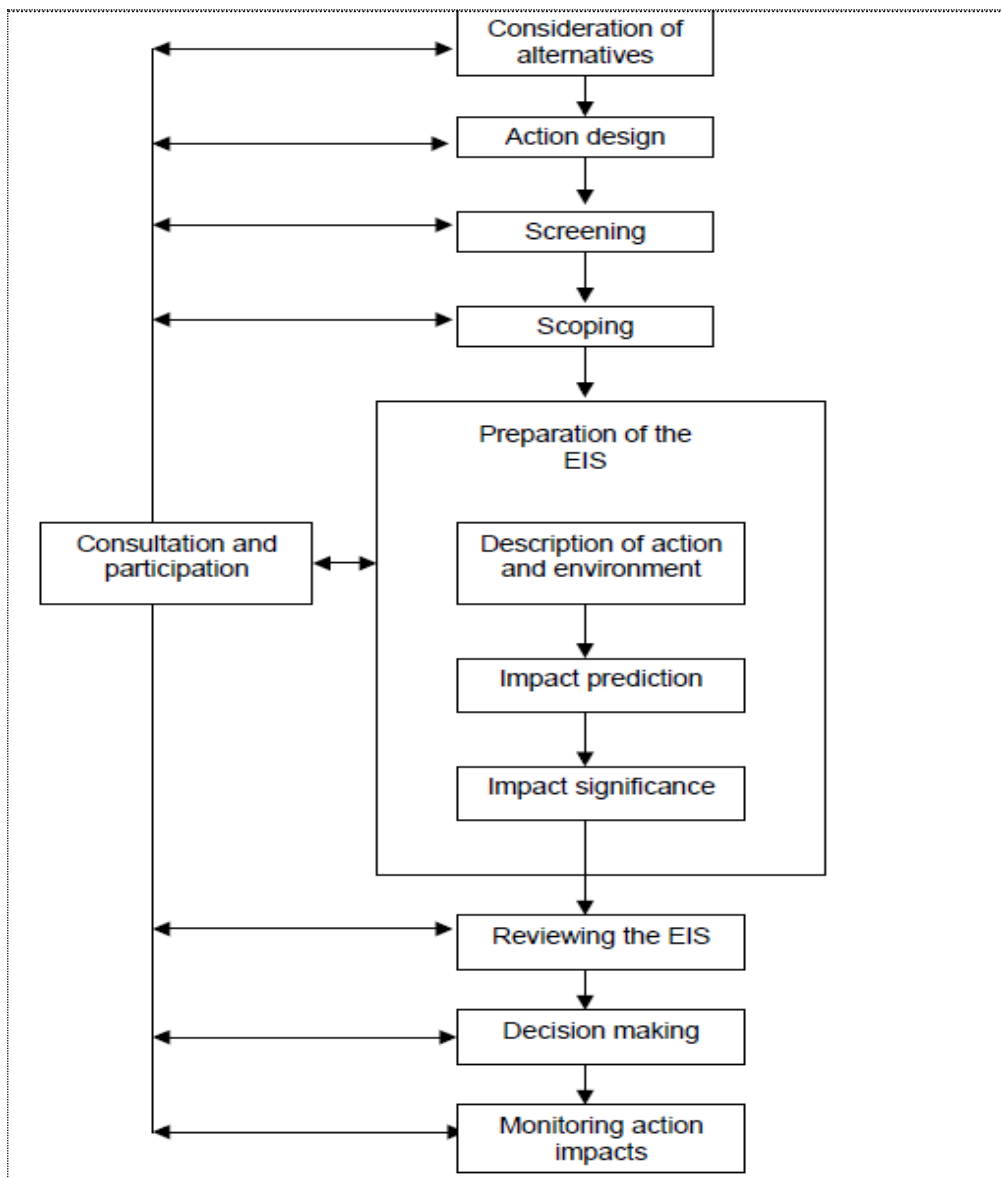 Consideration of
alternatives
Action design
Screening
Scoping
Preparation of the
EIS
Consultation and
participation
Description of action
and environment
Impact prediction
Impact significance
Reviewing the EIS
Decision making
Monitoring action
impacts